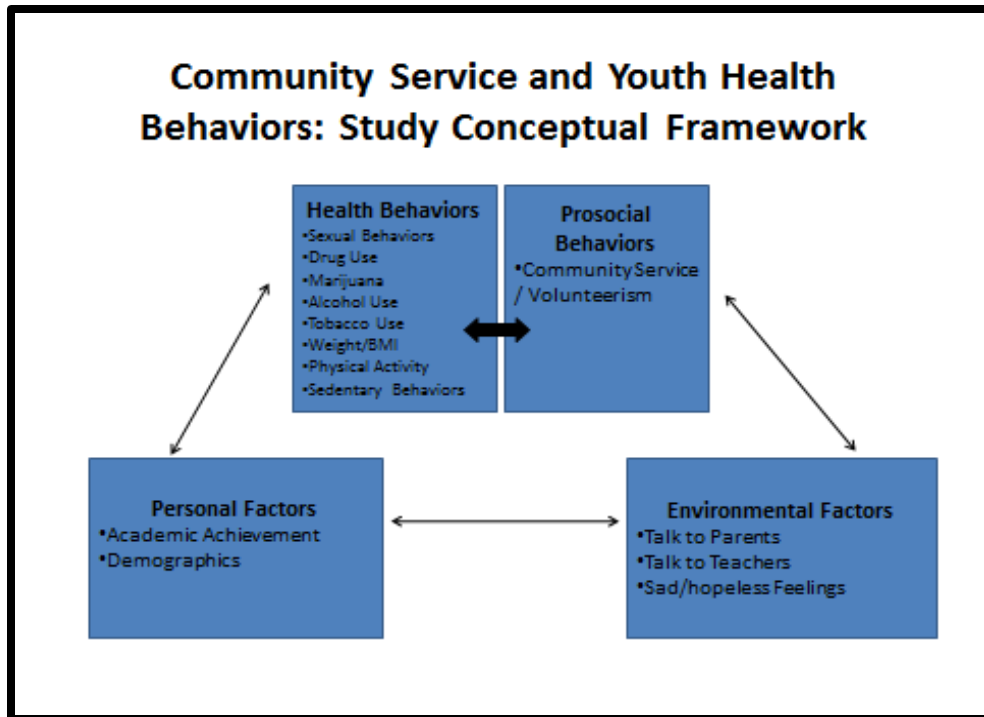 Community Service and Youth Health
Behaviors: Study Conceptual Framework
Health Behaviors
•Sexual Behaviors
•Drug Use
•Marijuana
•Alcohol Use
•Tobacco Use
•Weight/BMI
•Physical Activity
•Sedentary Behaviors
Prosocial
Behaviors
•Community Service
/ Volunteerism
Personal Factors
•Academic Achievement
•Demographics
Environmental Factors
•Talk to Parents
•Talk to Teachers
•Sad/hopeless Feelings